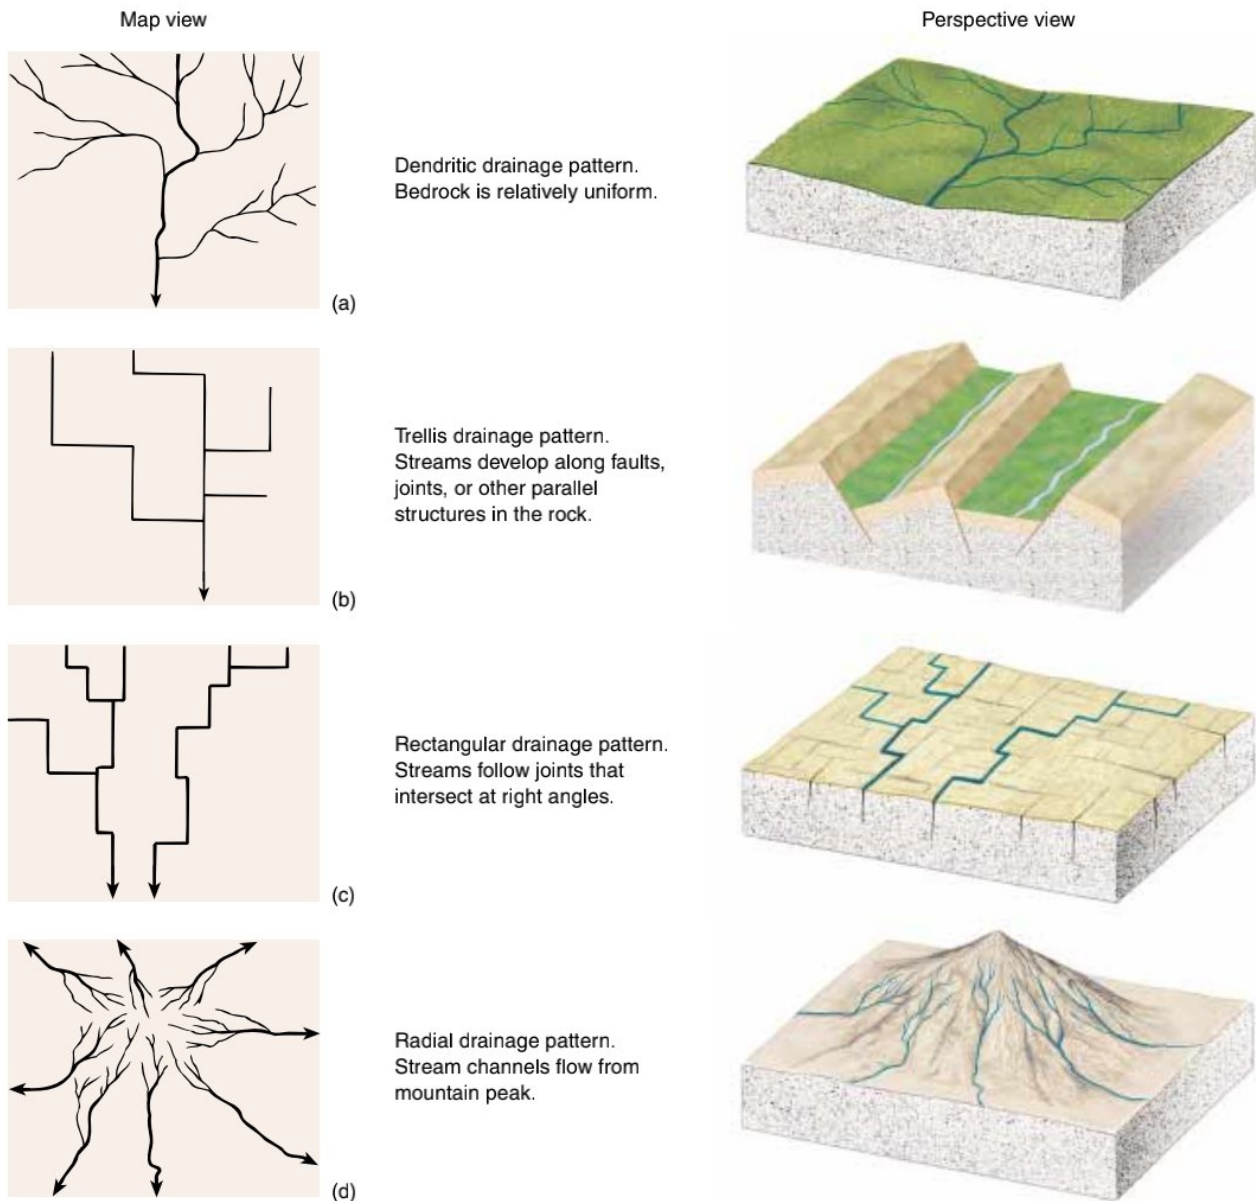 Map view
Perspective view
Dendritic drainage pattern.
Bedrock is relatively uniform.
(a)
Trellis drainage pattern.
Streams develop along faults,
joints, or other parallel
structures in the rock.
(b)
Rectangular drainage pattern.
Streams follow joints that
intersect at right angles.
(c)
Radial drainage pattern.
Stream channels flow from
mountain peak.
(d)